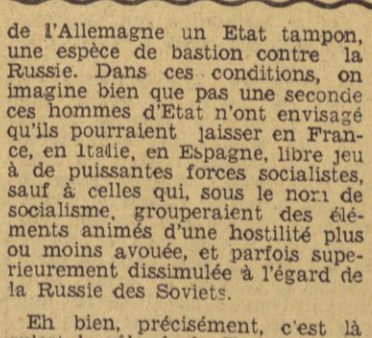 de l'Allemagne un Etat tampon,
une espèce de bastion contre la
Russie. Dans ces conditions, on
imagine bien que pas une seconde
ces hommes d'Etat n'ont envisagé
qu'ils pourraient laisser en Fran-
ce, en Italie, en Espagne, libre jeu
à de puissantes forces socialistes,
sauf à celles qui, sous le nom de
socialisme, grouperaient des élé-
ments animés d'une hostilité plus
ou moins avouée, et parfois supe-
rieurement dissimulée à l'égard de
la Russie des Soviets.
Eh bien, précisément, c'est là